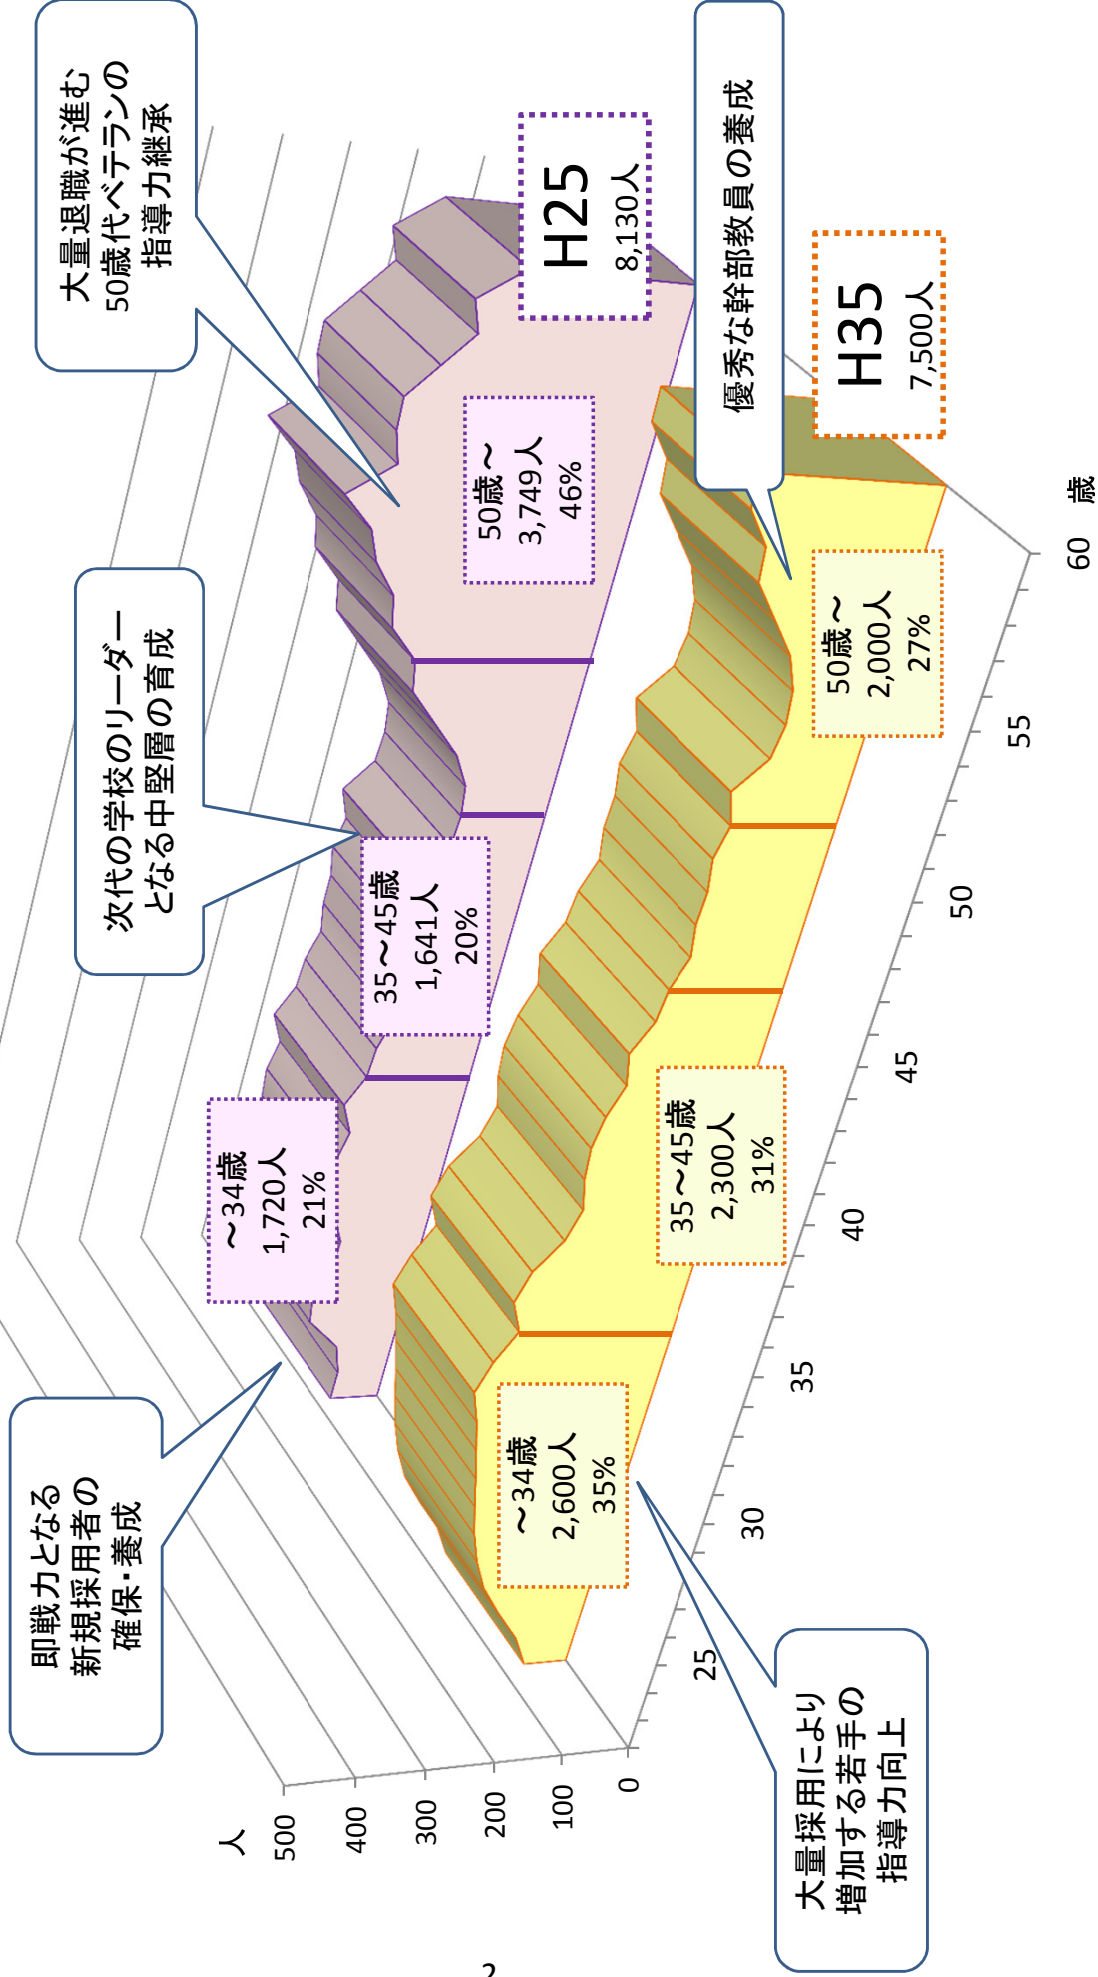 即戦力となる
新規採用者の
確保・養成
次代の学校のリーダー
となる中堅層の育成
大量退職が進む
50歳代ベテランの
指導力継承
人
500
400
300
200
100
0
～34歳
1,720人
21%
35～45歳
1,641人
20%
50歳～
3,749人
46%
H25
8,130人
～34歳
2,600人
35%
35～45歳
2,300人
31%
50歳～
2,000人
27%
H35
7,500人
優秀な幹部教員の養成
大量採用により
増加する若手の
指導力向上
25
30
35
40
45
50
55
60
歳
2